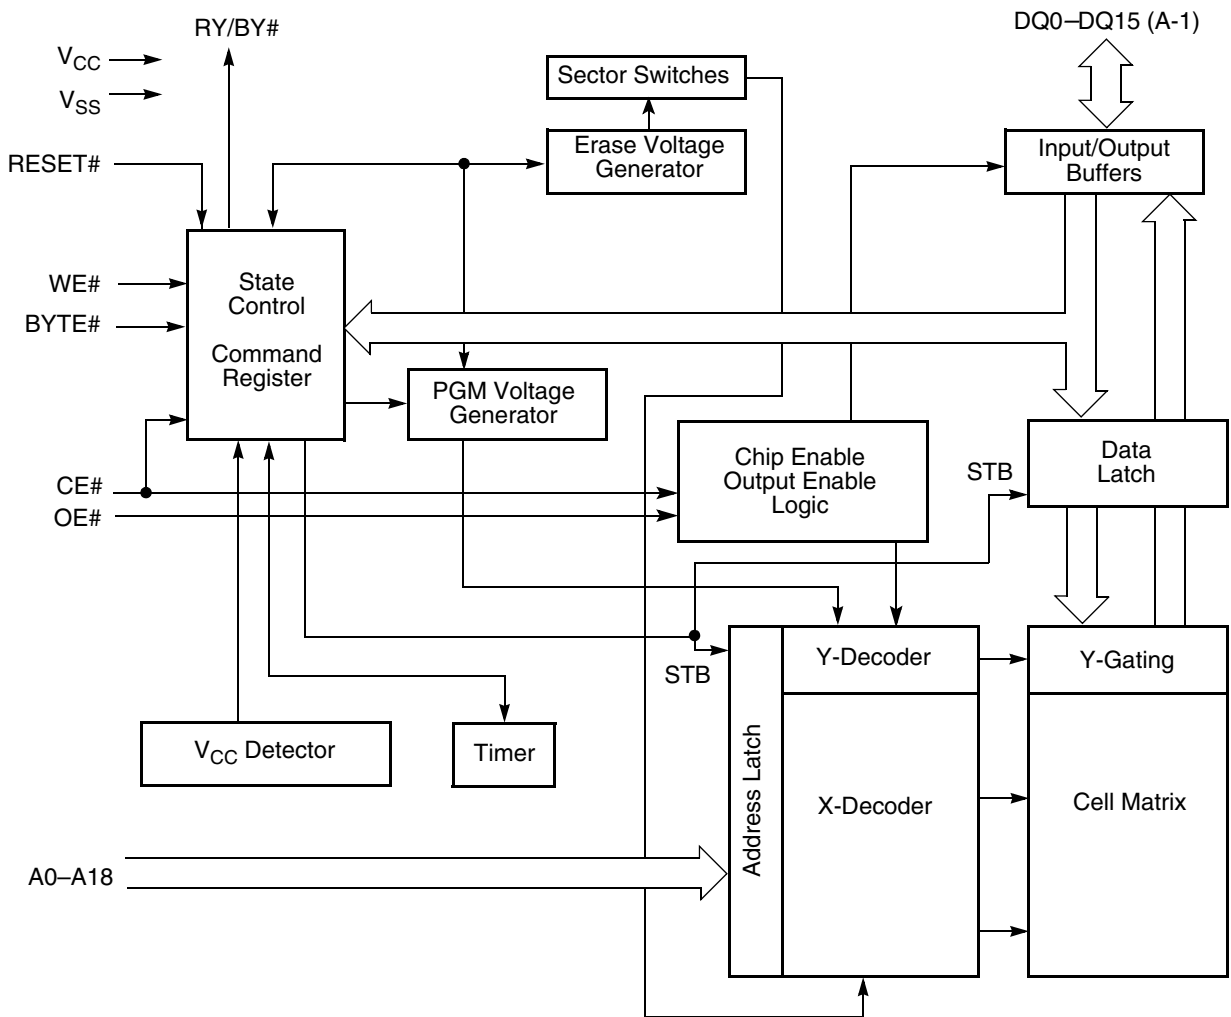 RY/BY#
DQ0–DQ15 (A-1)
VCC
VSS
Sector Switches
RESET#
Erase Voltage
Generator
Input/Output
Buffers
WE#
BYTE#
State
Control
Command
Register
PGM Voltage
Generator
Chip Enable
Output Enable
Logic
STB
Data
Latch
CE#
OE#
STB
Y-Decoder
Y-Gating
VCC Detector
Timer
Address Latch
X-Decoder
Cell Matrix
A0–A18